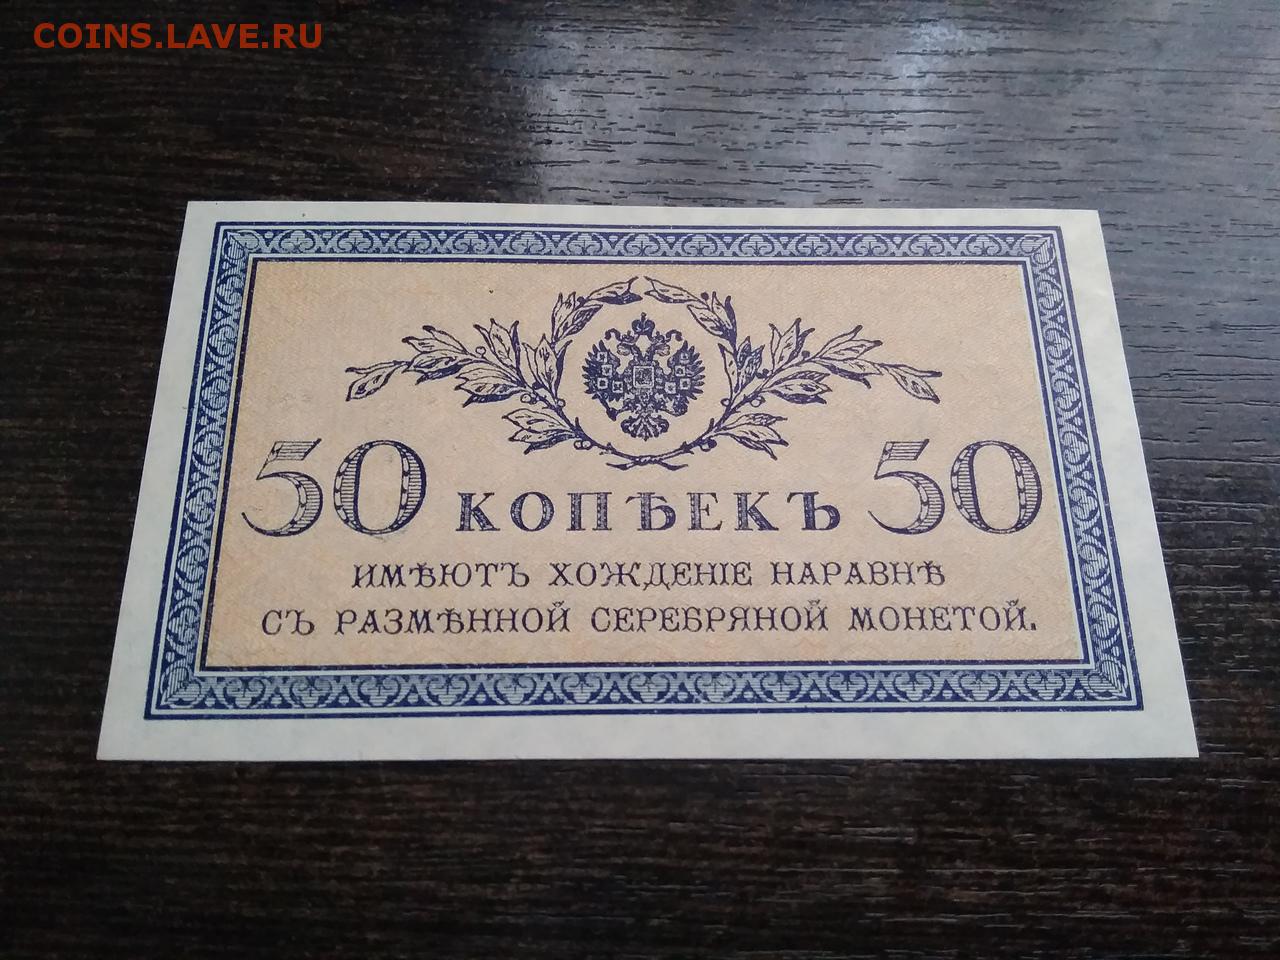 COINS.LAVE.RU
50 КОПѢЕКЪ 50
ИМѢЮТЪ ХОЖДЕНІЕ НАРАВНѢ
СЪ РАЗМѢННОЙ СЕРЕБРЯНОЙ МОНЕТОЙ.